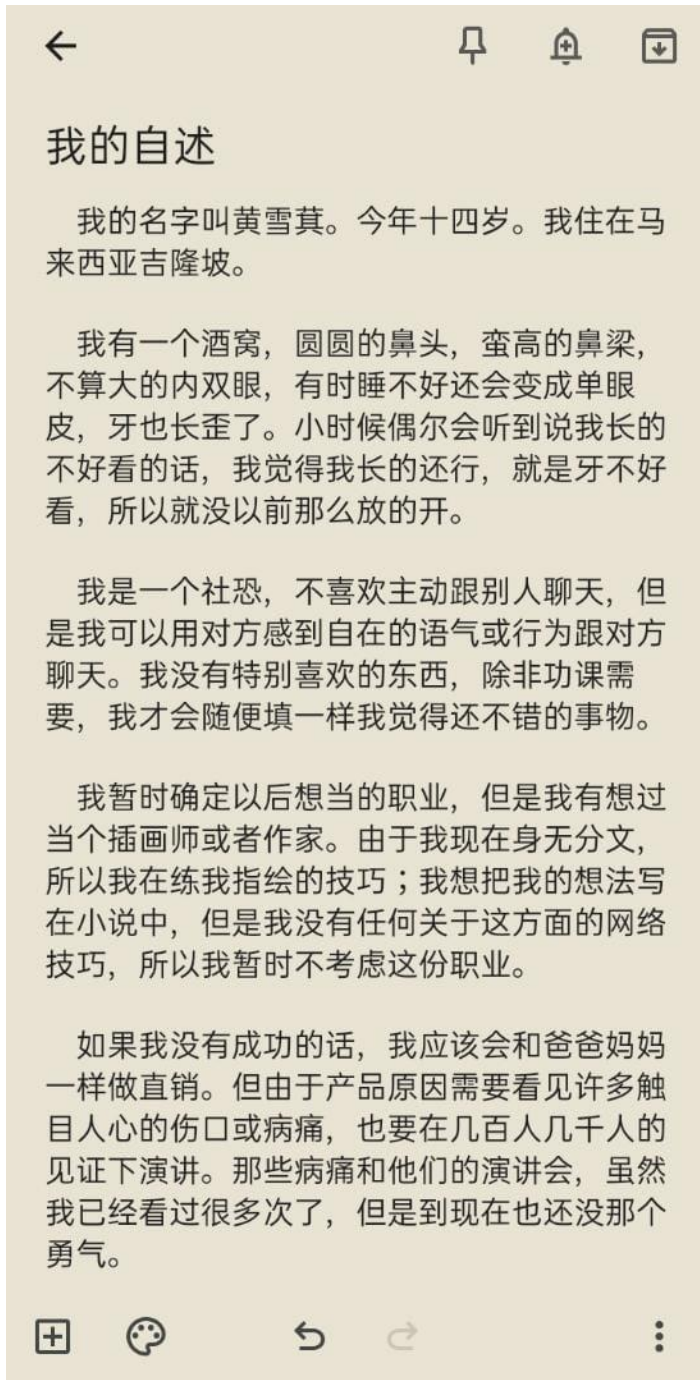 我的自述
我的名字叫黄雪萁。今年十四岁。我住在马
来西亚吉隆坡。
我有一个酒窝，圆圆的鼻头，蛮高的鼻梁，
不算大的内双眼，有时睡不好还会变成单眼
皮，牙也长歪了。小时候偶尔会听到说我长的
不好看的话，我觉得我长的还行，就是牙不好
看，所以就没以前那么放的开。
我是一个社恐，不喜欢主动跟别人聊天，但
是我可以用对方感到自在的语气或行为跟对方
聊天。我没有特别喜欢的东西，除非功课需
要，我才会随便填一样我觉得还不错的事物。
我暂时确定以后想当的职业，但是我有想过
当个插画师或者作家。由于我现在身无分文，
所以我在练我指绘的技巧；我想把我的想法写
在小说中，但是我没有任何关于这方面的网络
技巧，所以我暂时不考虑这份职业。
如果我没有成功的话，我应该会和爸爸妈妈
一样做直销。但由于产品原因需要看见许多触
目人心的伤口或病痛，也要在几百人几千人的
见证下演讲。那些病痛和他们的演讲会，虽然
我已经看过很多次了，但是到现在也还没那个
勇气。